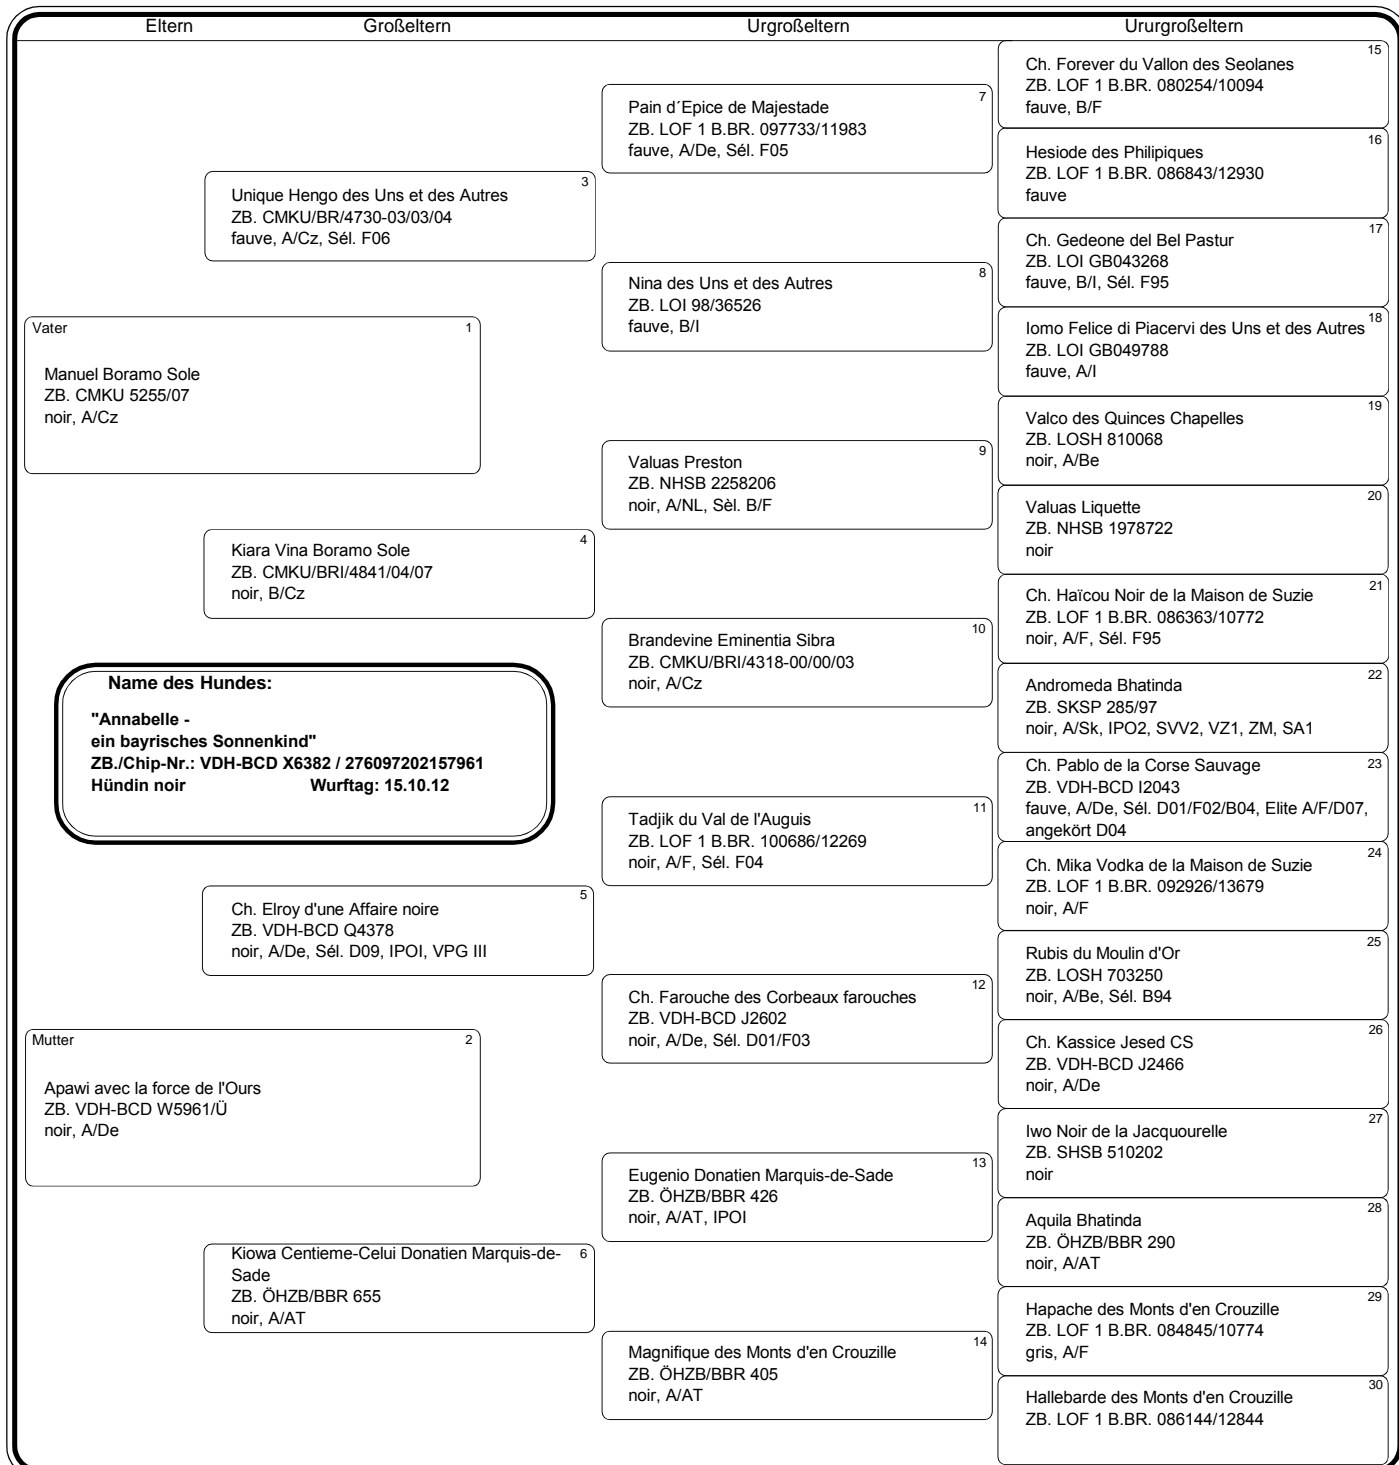 Eltern Großeltern Urgroßeltern Ururgroßeltern
Vater 1
Manuel Boramo Sole
ZB. CMKU 5255/07
noir, A/Cz
Mutter 2
Apawi avec la force de l'Ours
ZB. VDH-BCD W5961/Ü
noir, A/De
Name des Hundes:
"Annabelle -
ein bayrisches Sonnenkind"
ZB./Chip-Nr.: VDH-BCD X6382 / 276097202157961
Hündin noir Wurftag: 15.10.12
3
Unique Hengo des Uns et des Autres
ZB. CMKU/BR/4730-03/03/04
fauve, A/Cz, Sél. F06
4
Kiara Vina Boramo Sole
ZB. CMKU/BRI/4841/04/07
noir, B/Cz
5
Ch. Elroy d'une Affaire noire
ZB. VDH-BCD Q4378
noir, A/De, Sél. D09, IPOI, VPG III
Kiowa Centieme-Celui Donatien Marquis-de- 6
Sade
ZB. ÖHZB/BBR 655
noir, A/AT
7
Pain d´Epice de Majestade
ZB. LOF 1 B.BR. 097733/11983
fauve, A/De, Sél. F05
8
Nina des Uns et des Autres
ZB. LOI 98/36526
fauve, B/I
9
Valuas Preston
ZB. NHSB 2258206
noir, A/NL, Sèl. B/F
10
Brandevine Eminentia Sibra
ZB. CMKU/BRI/4318-00/00/03
noir, A/Cz
11
Tadjik du Val de l'Auguis
ZB. LOF 1 B.BR. 100686/12269
noir, A/F, Sél. F04
12
Ch. Farouche des Corbeaux farouches
ZB. VDH-BCD J2602
noir, A/De, Sél. D01/F03
13
Eugenio Donatien Marquis-de-Sade
ZB. ÖHZB/BBR 426
noir, A/AT, IPOI
14
Magnifique des Monts d'en Crouzille
ZB. ÖHZB/BBR 405
noir, A/AT
15
Ch. Forever du Vallon des Seolanes
ZB. LOF 1 B.BR. 080254/10094
fauve, B/F
16
Hesiode des Philipiques
ZB. LOF 1 B.BR. 086843/12930
fauve
17
Ch. Gedeone del Bel Pastur
ZB. LOI GB043268
fauve, B/I, Sél. F95
18
Iomo Felice di Piacervi des Uns et des Autres
ZB. LOI GB049788
fauve, A/I
19
Valco des Quinces Chapelles
ZB. LOSH 810068
noir, A/Be
20
Valuas Liquette
ZB. NHSB 1978722
noir
21
Ch. Haïcou Noir de la Maison de Suzie
ZB. LOF 1 B.BR. 086363/10772
noir, A/F, Sél. F95
22
Andromeda Bhatinda
ZB. SKSP 285/97
noir, A/Sk, IPO2, SVV2, VZ1, ZM, SA1
23
Ch. Pablo de la Corse Sauvage
ZB. VDH-BCD I2043
fauve, A/De, Sél. D01/F02/B04, Elite A/F/D07,
angekört D04
24
Ch. Mika Vodka de la Maison de Suzie
ZB. LOF 1 B.BR. 092926/13679
noir, A/F
25
Rubis du Moulin d'Or
ZB. LOSH 703250
noir, A/Be, Sél. B94
26
Ch. Kassice Jesed CS
ZB. VDH-BCD J2466
noir, A/De
27
Iwo Noir de la Jacquourelle
ZB. SHSB 510202
noir
28
Aquila Bhatinda
ZB. ÖHZB/BBR 290
noir, A/AT
29
Hapache des Monts d'en Crouzille
ZB. LOF 1 B.BR. 084845/10774
gris, A/F
30
Hallebarde des Monts d'en Crouzille
ZB. LOF 1 B.BR. 086144/12844